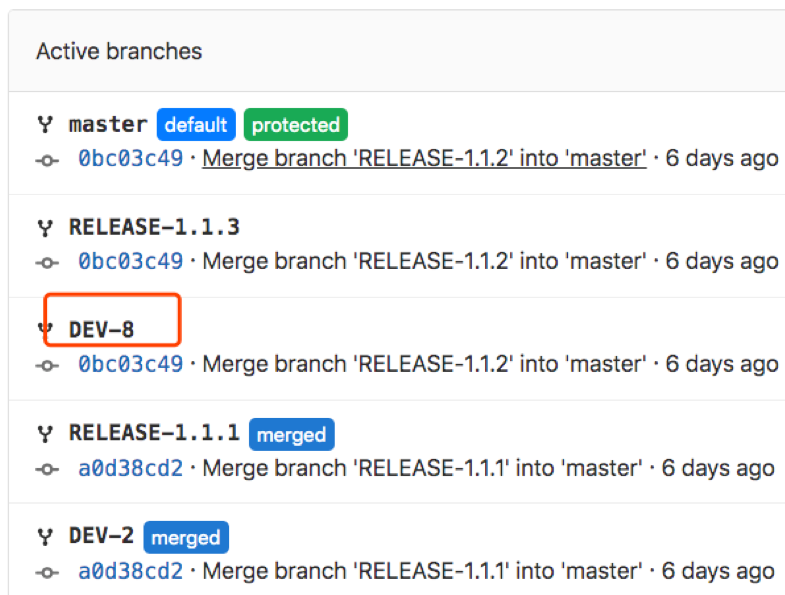 Active branches
master default protected
0bc03c49 · Merge branch 'RELEASE-1.1.2' into 'master' · 6 days ago
RELEASE-1.1.3
0bc03c49 · Merge branch 'RELEASE-1.1.2' into 'master' · 6 days ago
DEV-8
0bc03c49 · Merge branch 'RELEASE-1.1.2' into 'master' · 6 days ago
RELEASE-1.1.1 merged
a0d38cd2 · Merge branch 'RELEASE-1.1.1' into 'master' · 6 days ago
DEV-2 merged
a0d38cd2 · Merge branch 'RELEASE-1.1.1' into 'master' · 6 days ago